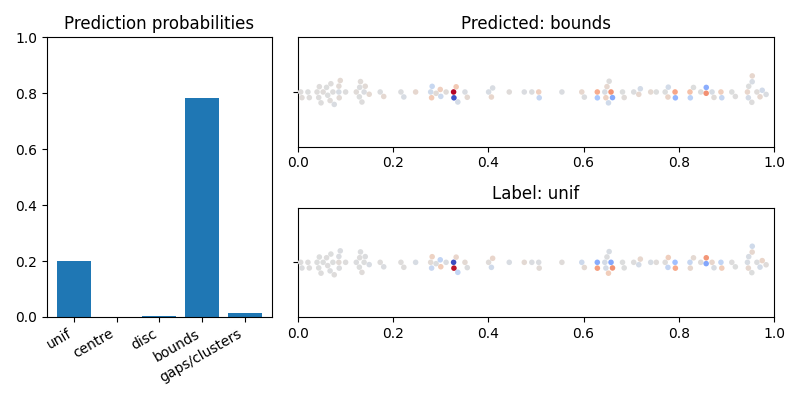 Prediction probabilities
1.0
0.8
0.6
0.4
0.2
0.0
unif
centre
disc
bounds
gaps/clusters
Predicted: bounds
0.0 0.2 0.4 0.6 0.8 1.0
Label: unif
0.0 0.2 0.4 0.6 0.8 1.0